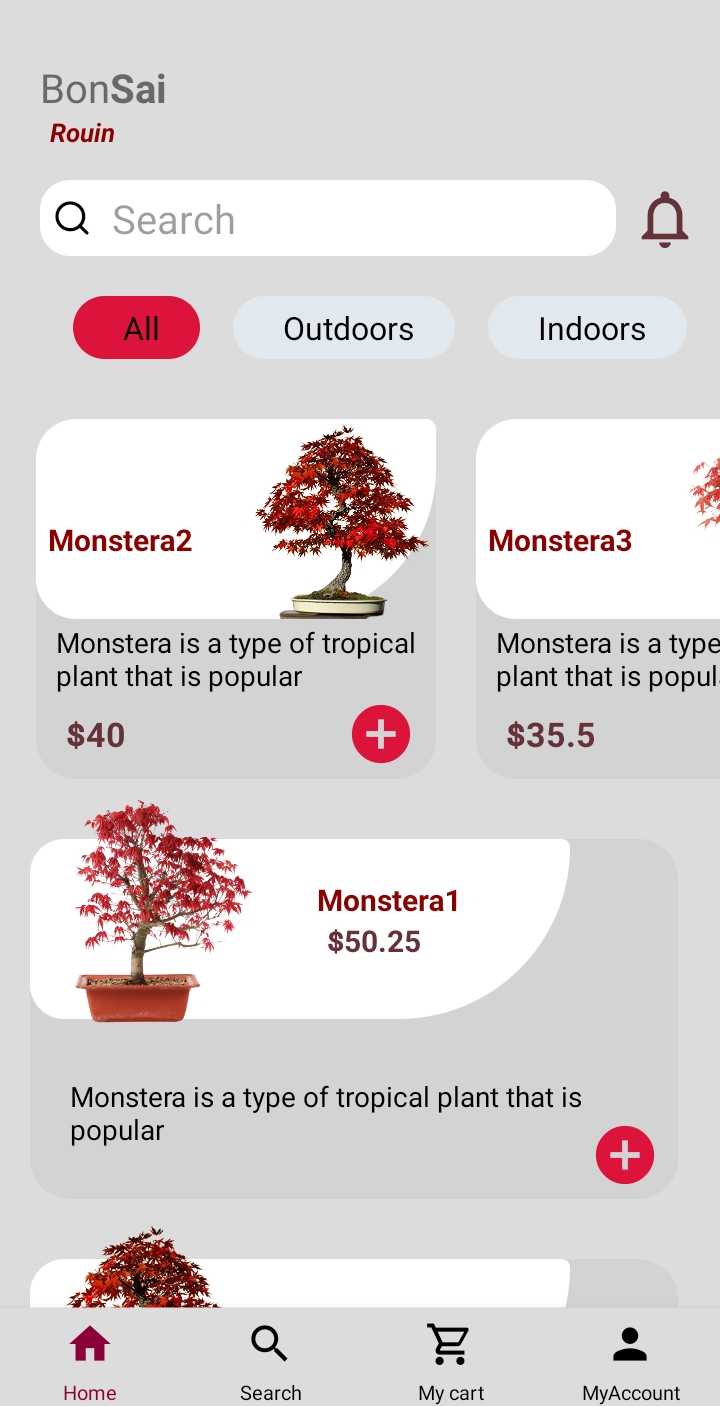 BonSai
Rouin
Search
All
Outdoors
Indoors
Monstera2
Monstera is a type of tropical
plant that is popular
$40
Monstera3
Monstera is a type
plant that is popul
$35.5
Monstera1
$50.25
Monstera is a type of tropical plant that is
popular
Home
Search
My cart
MyAccount